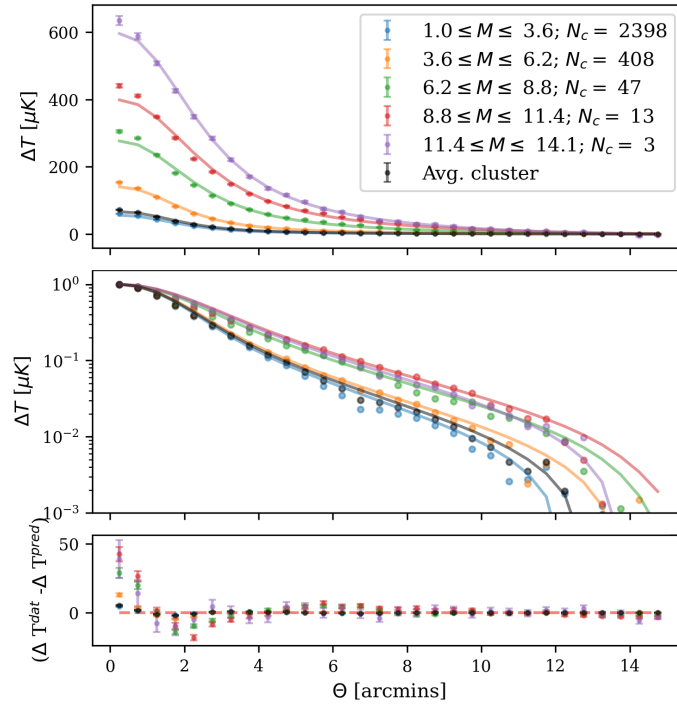 600
400
200
0
ΔT [μK]
1.0 ≤ M ≤ 3.6; N_c = 2398
3.6 ≤ M ≤ 6.2; N_c = 408
6.2 ≤ M ≤ 8.8; N_c = 47
8.8 ≤ M ≤ 11.4; N_c = 13
11.4 ≤ M ≤ 14.1; N_c = 3
Avg. cluster
10^0
10^−1
10^−2
10^−3
ΔT [μK]
50
0
(Δ T^dat -Δ T^pred)
0 2 4 6 8 10 12 14
Θ [arcmins]